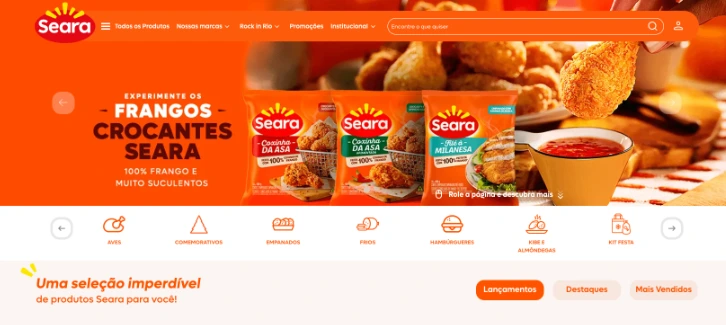 Seara
Todos os Produtos
Nossas marcas
Rock in Rio
Promoções
Institucional
Encontre o que quiser
EXPERIMENTE OS
FRANGOS
CROCANTES
SEARA
100% FRANGO E
MUITO SUCULENTOS
Seara
Coxinha
DA ASA
100%
Seara
Coxinha
DA ASA
100%
Seara
Filé à
MILANESA
100%
Role a página e descubra mais
AVES
COMEMORATIVOS
EMPANADOS
FRIOS
HAMBÚRGUERES
KIBE E
ALMÔNDEGAS
KIT FESTA
Uma seleção imperdível
de produtos Seara para você!
Lançamentos
Destaques
Mais Vendidos